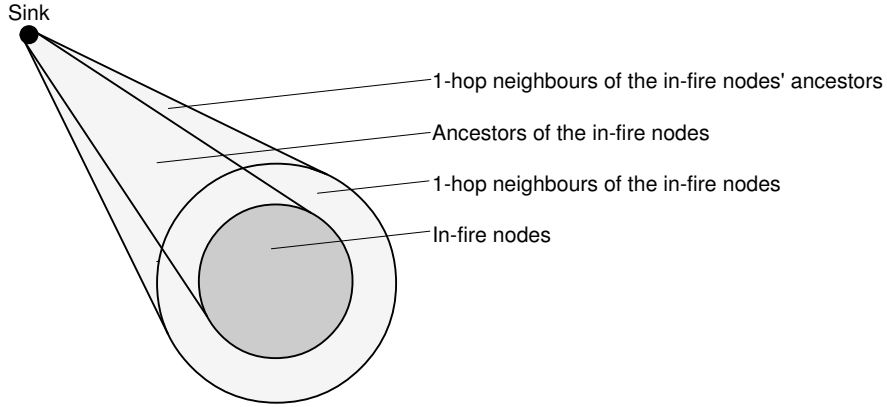 Sink
1-hop neighbours of the in-fire nodes' ancestors
Ancestors of the in-fire nodes
1-hop neighbours of the in-fire nodes
In-fire nodes